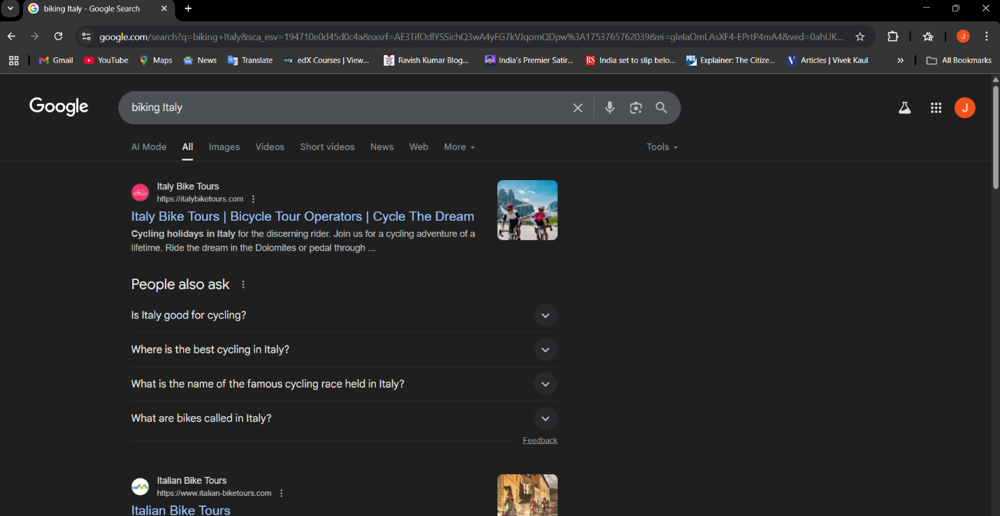 biking Italy - Google Search
google.com/search?q=biking+Italy&sca_esv=194710e0d45d0c4a&sxsrf=AE3TifOdlYSSichQ3wA4yFG7kVJqomQDpw%3A1753765762039&ei=gleIaOmLAsXF4-EPrtP4mA4&ved=0ahUK...
J
Gmail YouTube Maps News Translate edX edX Courses | View... Ravish Kumar Blog... India's Premier Satir... BS India set to slip belo... PRS Explainer: The Citize... V Articles | Vivek Kaul » All Bookmarks
Google
biking Italy
J
AI Mode All Images Videos Short videos News Web More Tools
Italy Bike Tours
https://italybiketours.com
Italy Bike Tours | Bicycle Tour Operators | Cycle The Dream
Cycling holidays in Italy for the discerning rider. Join us for a cycling adventure of a
lifetime. Ride the dream in the Dolomites or pedal through ...
People also ask
Is Italy good for cycling?
Where is the best cycling in Italy?
What is the name of the famous cycling race held in Italy?
What are bikes called in Italy?
Feedback
Italian Bike Tours
https://www.italian-biketours.com
Italian Bike Tours